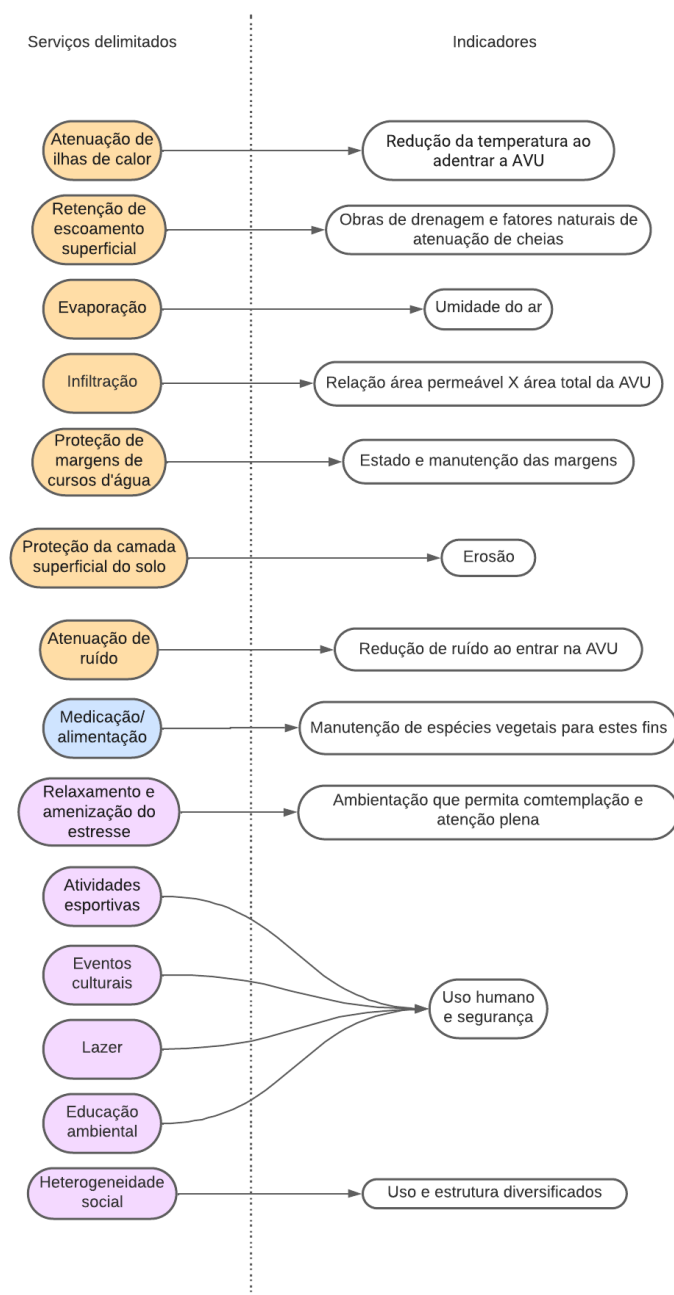 Serviços delimitados
Indicadores
Atenuação de
ilhas de calor
Redução da temperatura ao
adentrar a AVU
Retenção de
escoamento
superficial
Obras de drenagem e fatores naturais de
atenuação de cheias
Evaporação
Umidade do ar
Infiltração
Relação área permeável X área total da AVU
Proteção de
margens de
cursos d'água
Estado e manutenção das margens
Proteção da camada
superficial do solo
Erosão
Atenuação de
ruído
Redução de ruído ao entrar na AVU
Medicação/
alimentação
Manutenção de espécies vegetais para estes fins
Relaxamento e
amenização do
estresse
Ambientação que permita comtemplação e
atenção plena
Atividades
esportivas
Eventos
culturais
Lazer
Educação
ambiental
Uso humano
e segurança
Heterogeneidade
social
Uso e estrutura diversificados